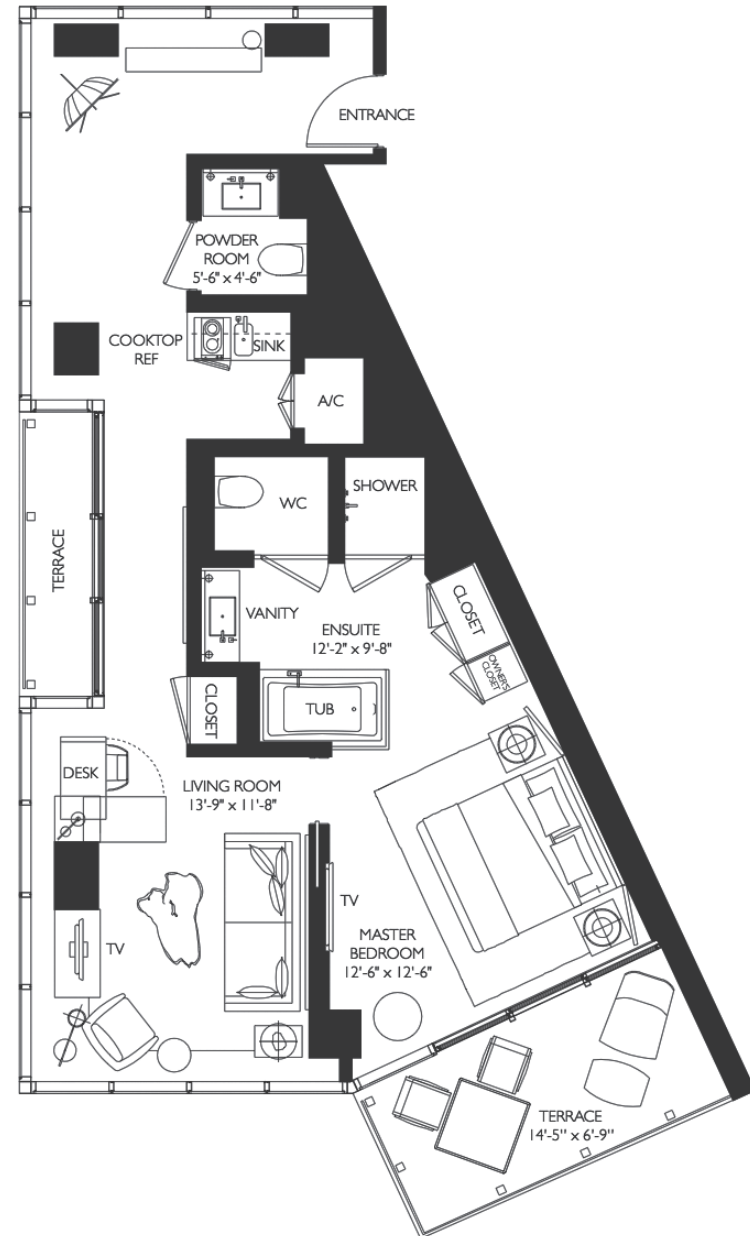 ENTRANCE
POWDER
ROOM
5'-6" x 4'-6"
COOKTOP
REF
SINK
A/C
WC
SHOWER
TERRACE
VANITY
ENSUITE
12'-2" x 9'-8"
CLOSET
OWNER'S
CLOSET
CLOSET
TUB
DESK
LIVING ROOM
13'-9" x 11'-8"
TV
TV
MASTER
BEDROOM
12'-6" x 12'-6"
TERRACE
14'-5" x 6'-9"